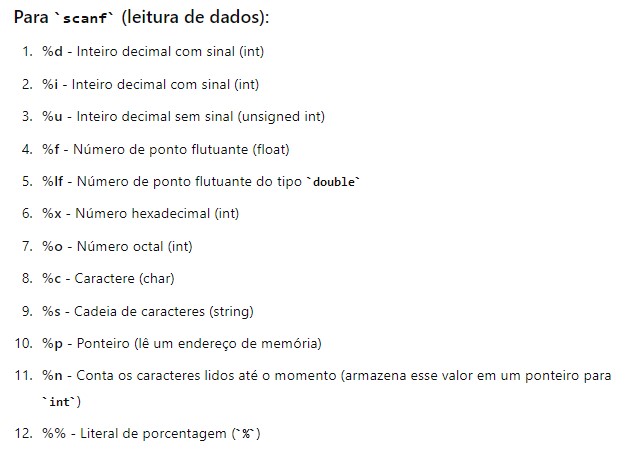 Para `scanf` (leitura de dados):
1. %d - Inteiro decimal com sinal (int)
2. %i - Inteiro decimal com sinal (int)
3. %u - Inteiro decimal sem sinal (unsigned int)
4. %f - Número de ponto flutuante (float)
5. %lf - Número de ponto flutuante do tipo `double`
6. %x - Número hexadecimal (int)
7. %o - Número octal (int)
8. %c - Caractere (char)
9. %s - Cadeia de caracteres (string)
10. %p - Ponteiro (lê um endereço de memória)
11. %n - Conta os caracteres lidos até o momento (armazena esse valor em um ponteiro para
`int`)
12. %% - Literal de porcentagem (`%`)